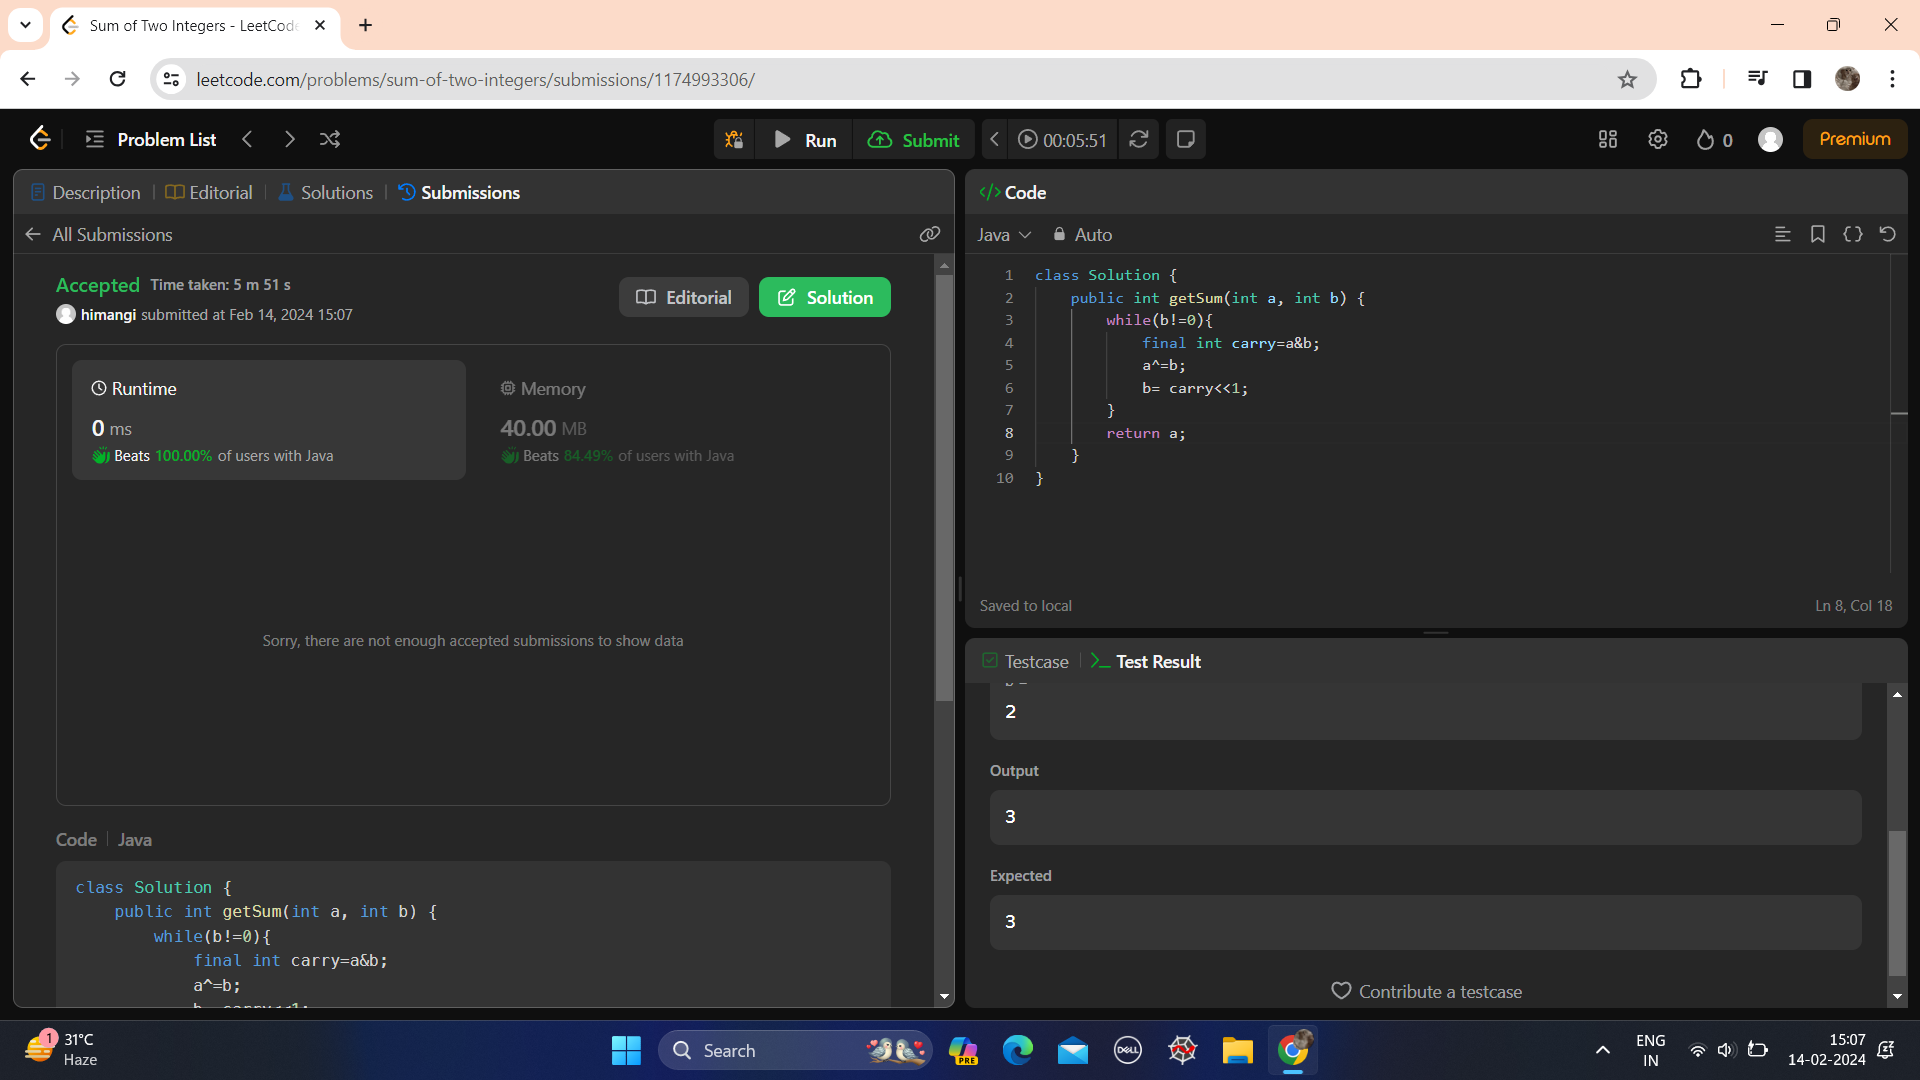 Sum of Two Integers - LeetCode
leetcode.com/problems/sum-of-two-integers/submissions/1174993306/
Problem List
Run
Submit
00:05:51
0
Premium
Description
Editorial
Solutions
Submissions
All Submissions
Accepted Time taken: 5 m 51 s
himangi submitted at Feb 14, 2024 15:07
Editorial
Solution
Runtime
0 ms
Beats 100.00% of users with Java
Memory
40.00 MB
Beats 84.49% of users with Java
Sorry, there are not enough accepted submissions to show data
Code
Java
class Solution {
public int getSum(int a, int b) {
while(b!=0){
final int carry=a&b;
a^=b;
b= carry<<1;
</> Code
Java
Auto
1 class Solution {
2 public int getSum(int a, int b) {
3 while(b!=0){
4 final int carry=a&b;
5 a^=b;
6 b= carry<<1;
7 }
8 return a;
9 }
10 }
Saved to local
Ln 8, Col 18
Testcase
Test Result
b =
2
Output
3
Expected
3
Contribute a testcase
1
31°C
Haze
Search
PRE
DELL
ENG
IN
15:07
14-02-2024